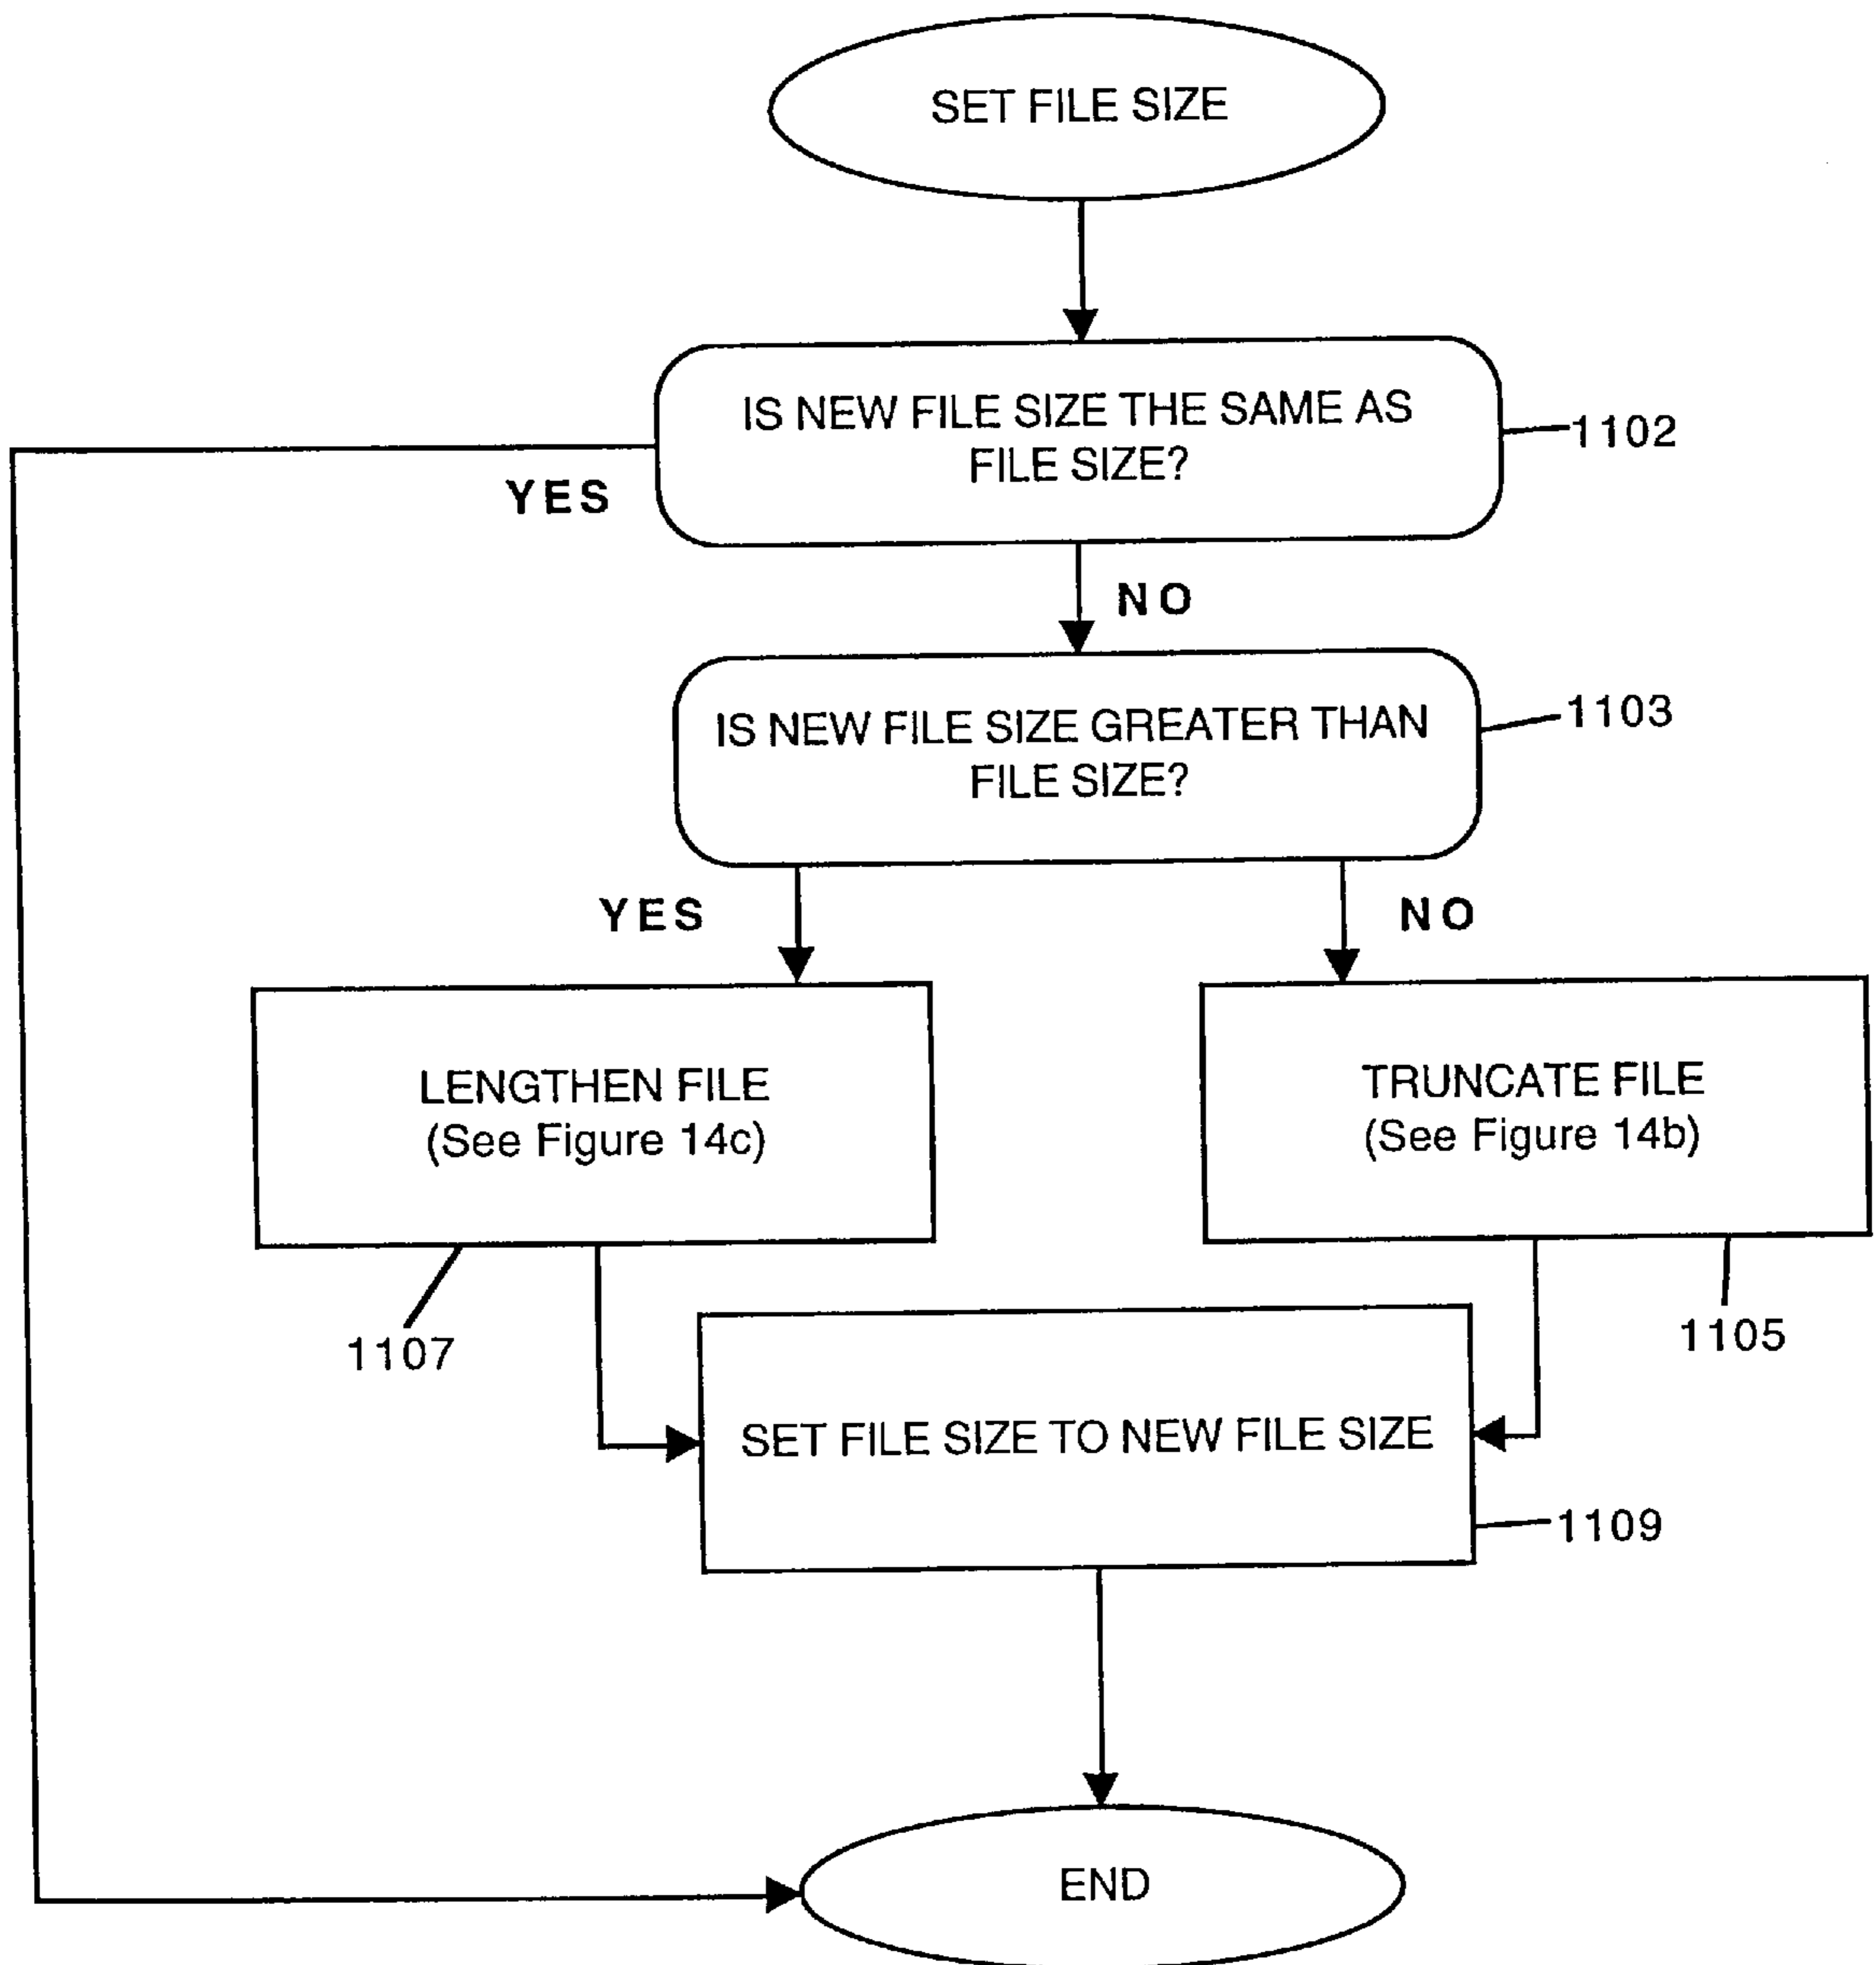 SET FILE SIZE
IS NEW FILE SIZE THE SAME AS
FILE SIZE?
1102
YES
NO
IS NEW FILE SIZE GREATER THAN
FILE SIZE?
1103
YES
NO
LENGTHEN FILE
(See Figure 14c)
TRUNCATE FILE
(See Figure 14b)
1107
1105
SET FILE SIZE TO NEW FILE SIZE
1109
END